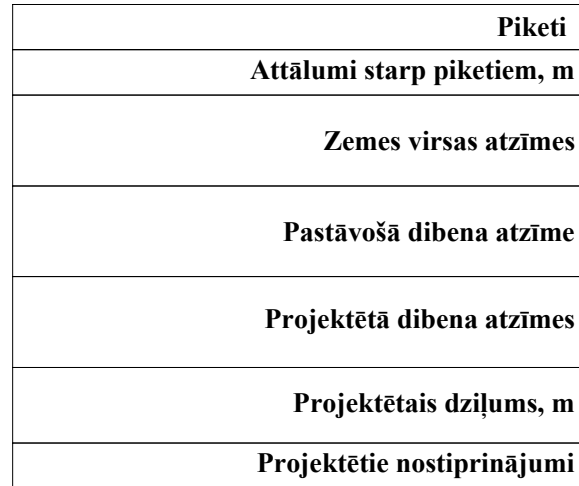 Piketi
Attālumi starp piketiem, m
Zemes virsas atzīmes
Pastāvošā dibena atzīme
Projektētā dibena atzīmes
Projektētais dziļums, m
Projektētie nostiprinājumi